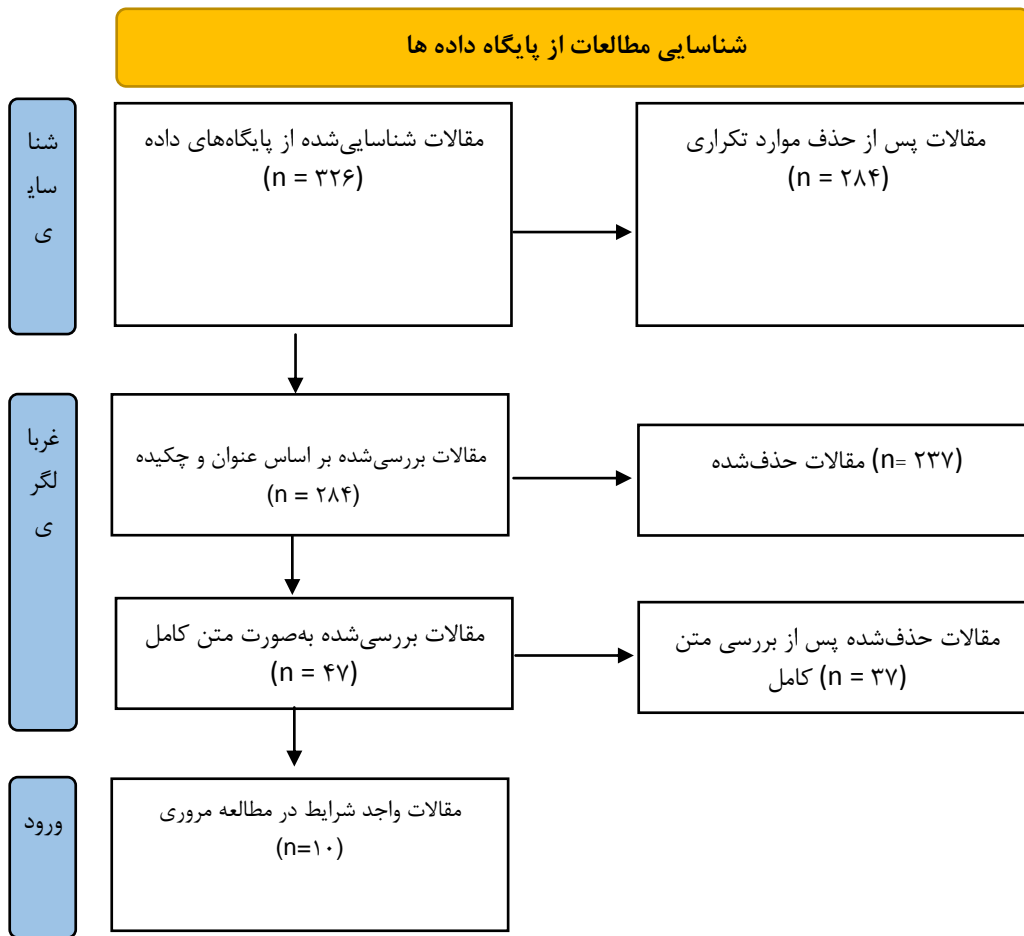 شناسایی مطالعات از پایگاه داده ها
شنا
سای
ی
مقالات شناسایی‌شده از پایگاه‌های داده
(n = ۳۲۶)
مقالات پس از حذف موارد تکراری
(n = ۲۸۴)
غربا
لگر
ی
مقالات بررسی‌شده بر اساس عنوان و چکیده
(n = ۲۸۴)
مقالات حذف‌شده (n= ۲۳۷)
مقالات بررسی‌شده به‌صورت متن کامل
(n = ۴۷)
مقالات حذف‌شده پس از بررسی متن
کامل (n = ۳۷)
ورود
مقالات واجد شرایط در مطالعه مروری
(n=۱۰)